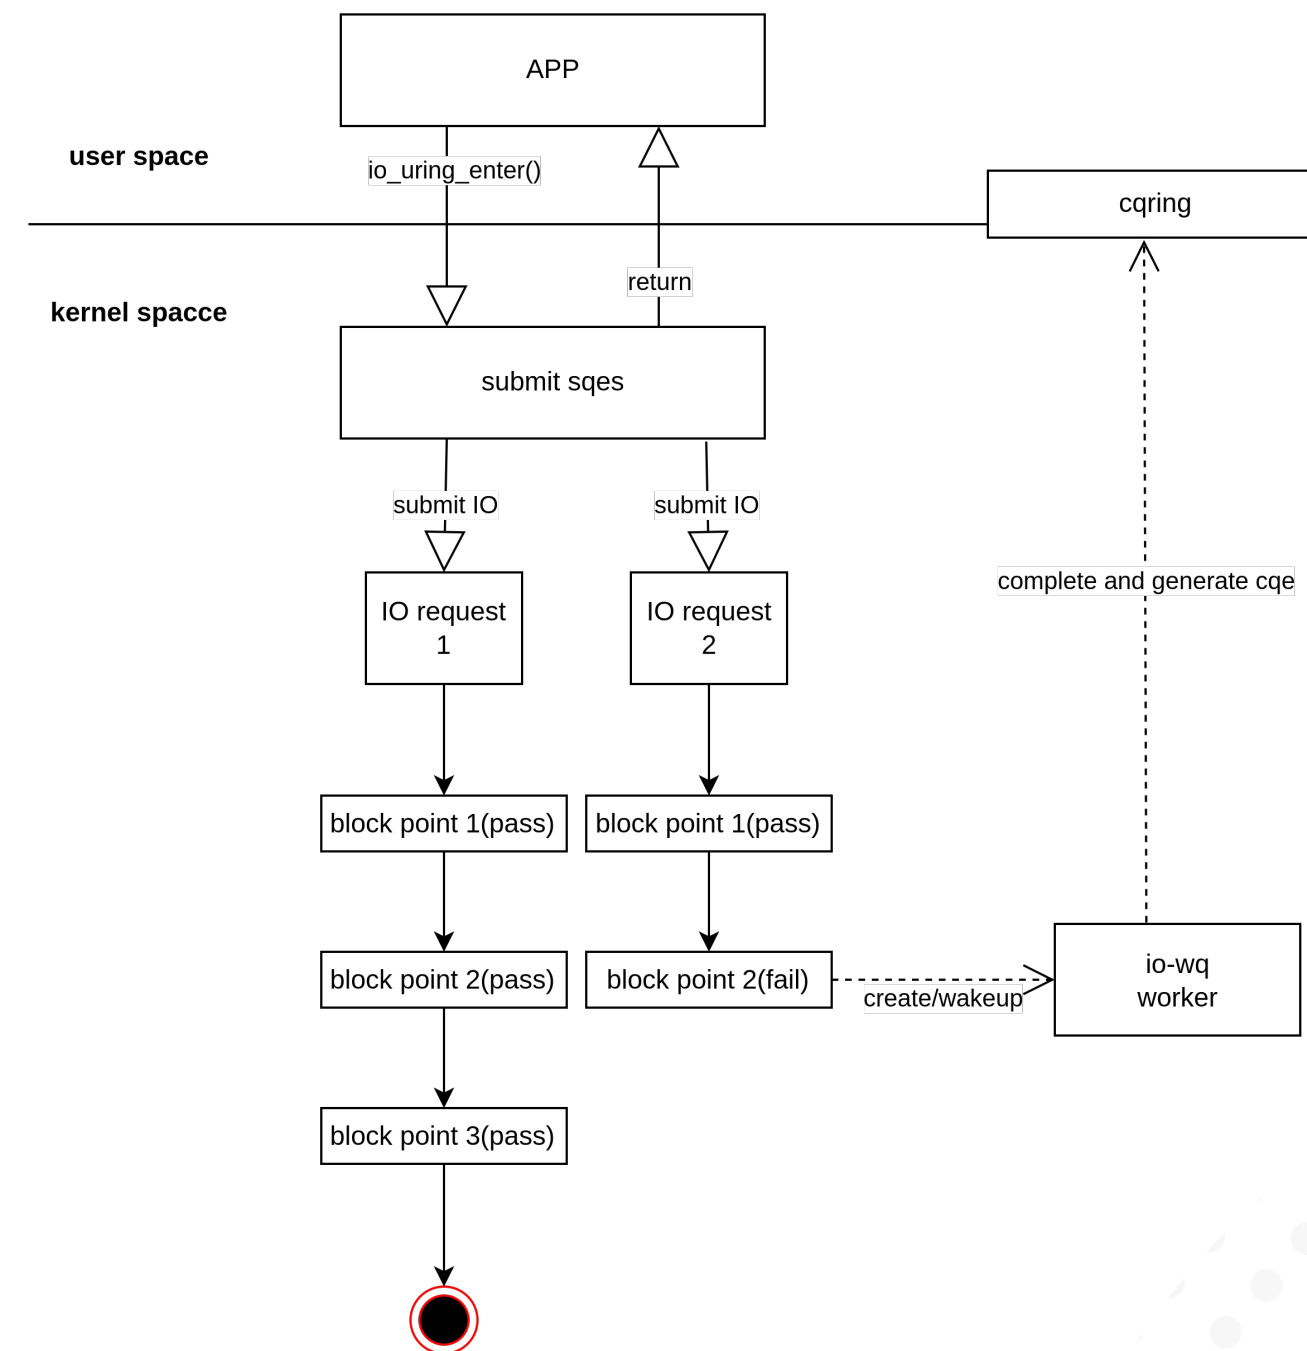 APP
user space
io_uring_enter()
cqring
return
kernel spacce
submit sqes
submit IO
submit IO
complete and generate cqe
IO request
1
IO request
2
block point 1(pass)
block point 1(pass)
block point 2(pass)
block point 2(fail)
create/wakeup
io-wq
worker
block point 3(pass)